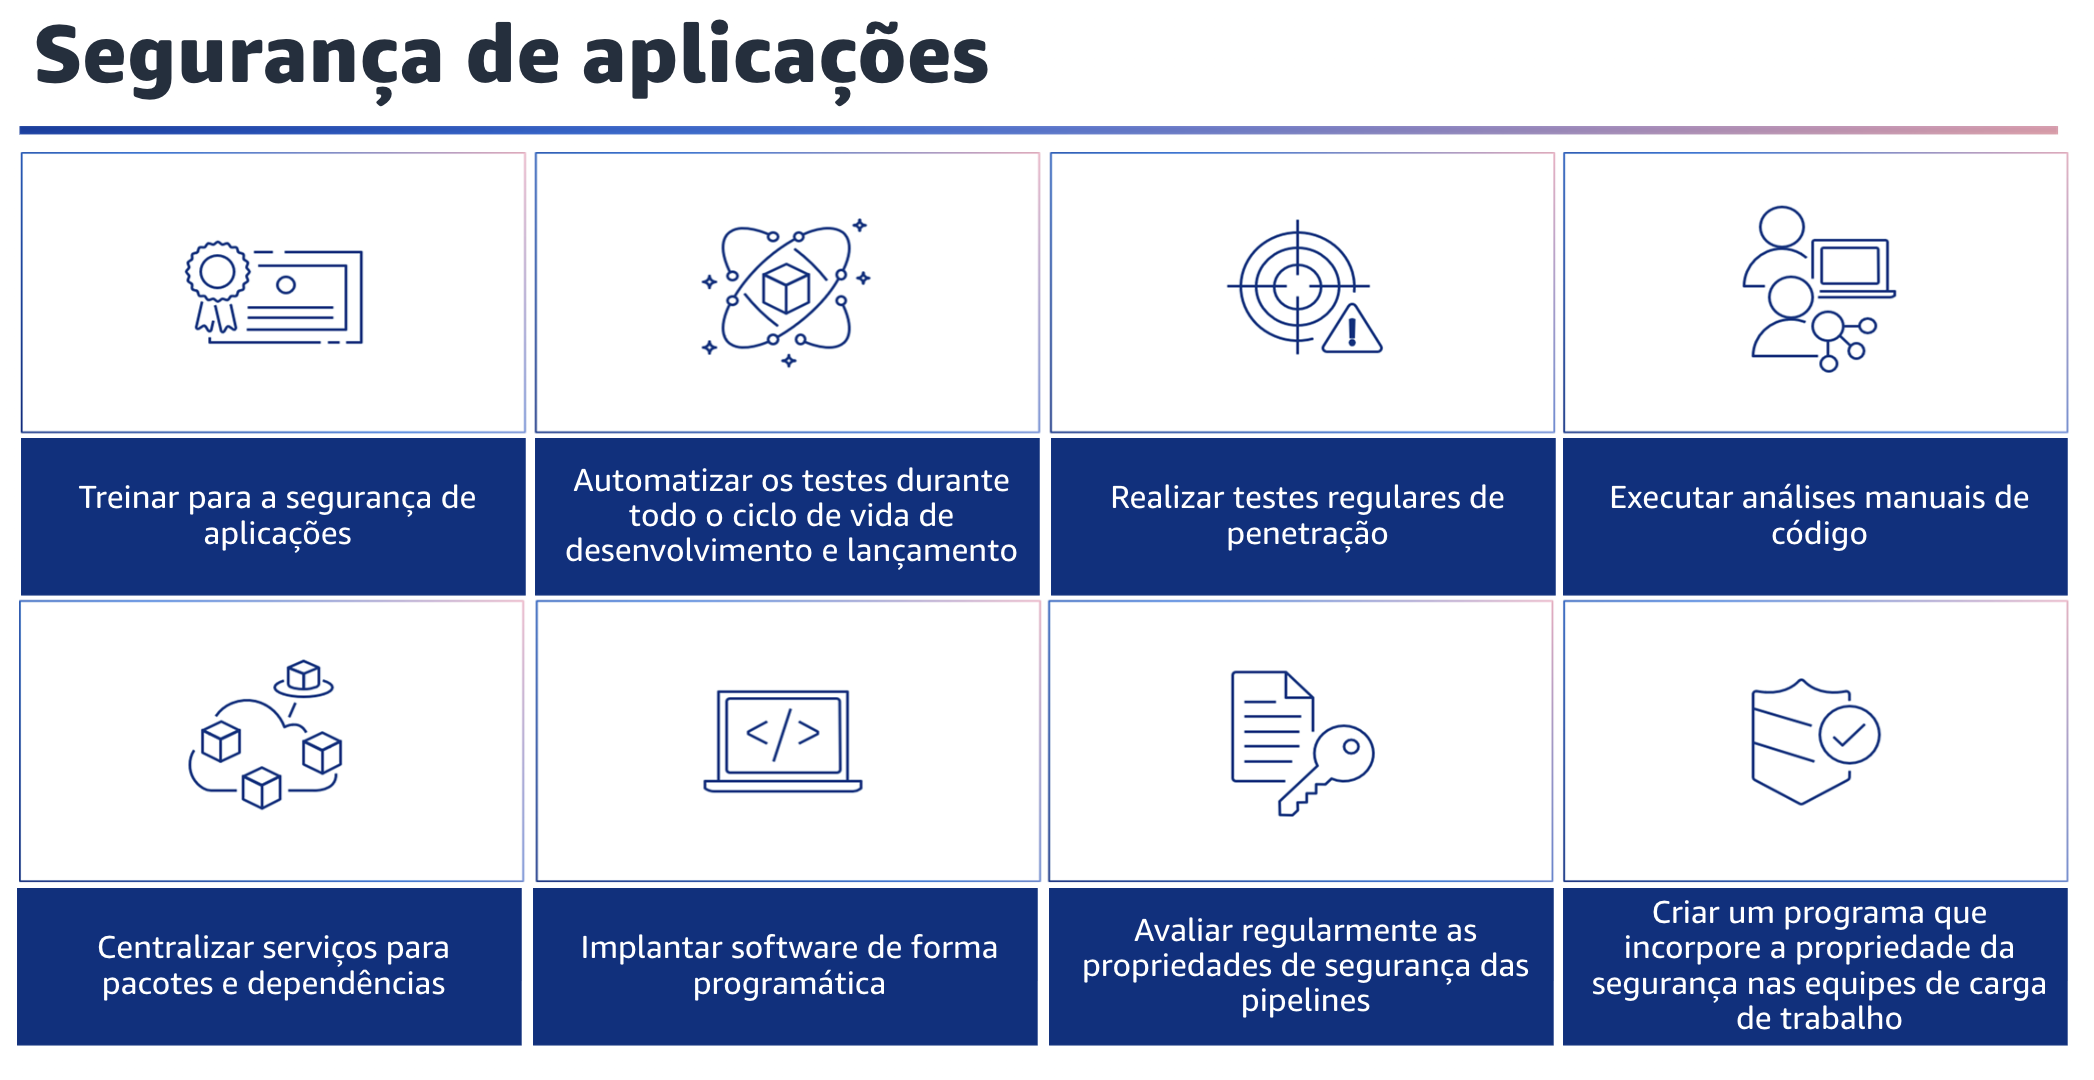 Segurança de aplicações
Treinar para a segurança de
aplicações
Automatizar os testes durante
todo o ciclo de vida de
desenvolvimento e lançamento
Realizar testes regulares de
penetração
Executar análises manuais de
código
Centralizar serviços para
pacotes e dependências
Implantar software de forma
programática
Avaliar regularmente as
propriedades de segurança das
pipelines
Criar um programa que
incorpore a propriedade da
segurança nas equipes de carga
de trabalho